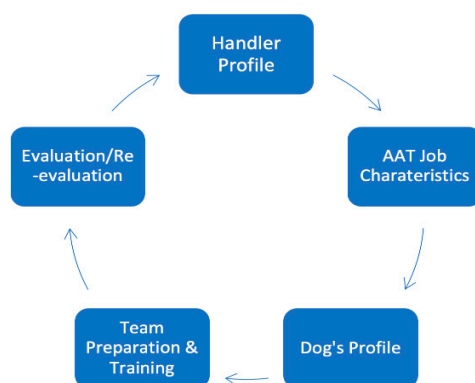 Handler
Profile
AAT Job
Charateristics
Dog's Profile
Team
Preparation &
Training
Evaluation/Re
-evaluation